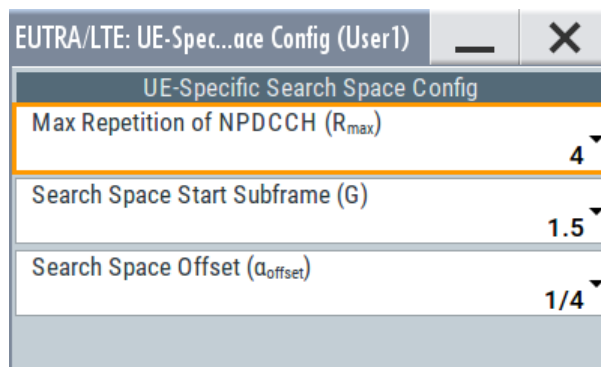 EUTRA/LTE: UE-Spec...ace Config (User1)
UE-Specific Search Space Config
Max Repetition of NPDCCH (Rmax)
4
Search Space Start Subframe (G)
1.5
Search Space Offset (αoffset)
1/4